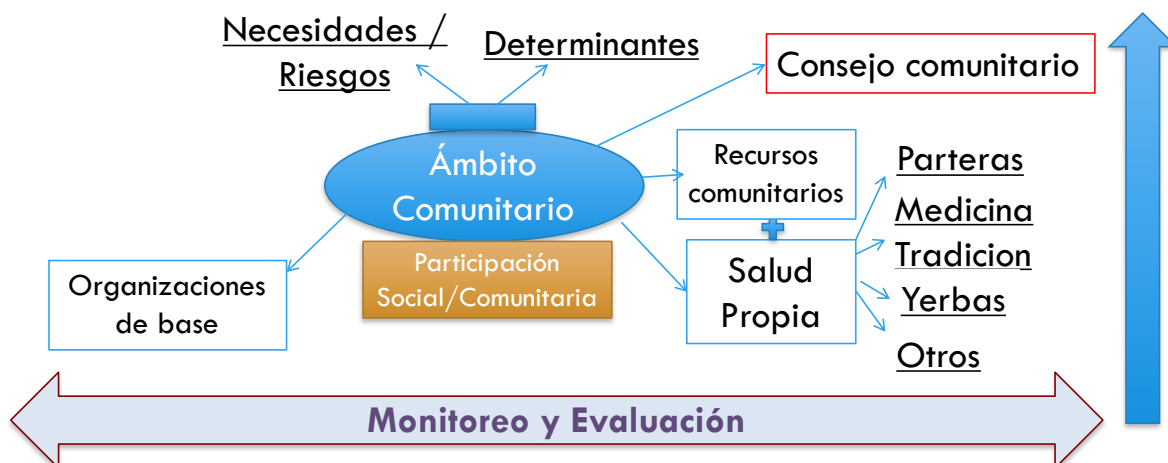 Necesidades /
Riesgos
Determinantes
Consejo comunitario
Ámbito
Comunitario
Recursos
comunitarios
Parteras
Medicina
Tradicion
Yerbas
Otros
Participación
Social/Comunitaria
Salud
Propia
Organizaciones
de base
Monitoreo y Evaluación